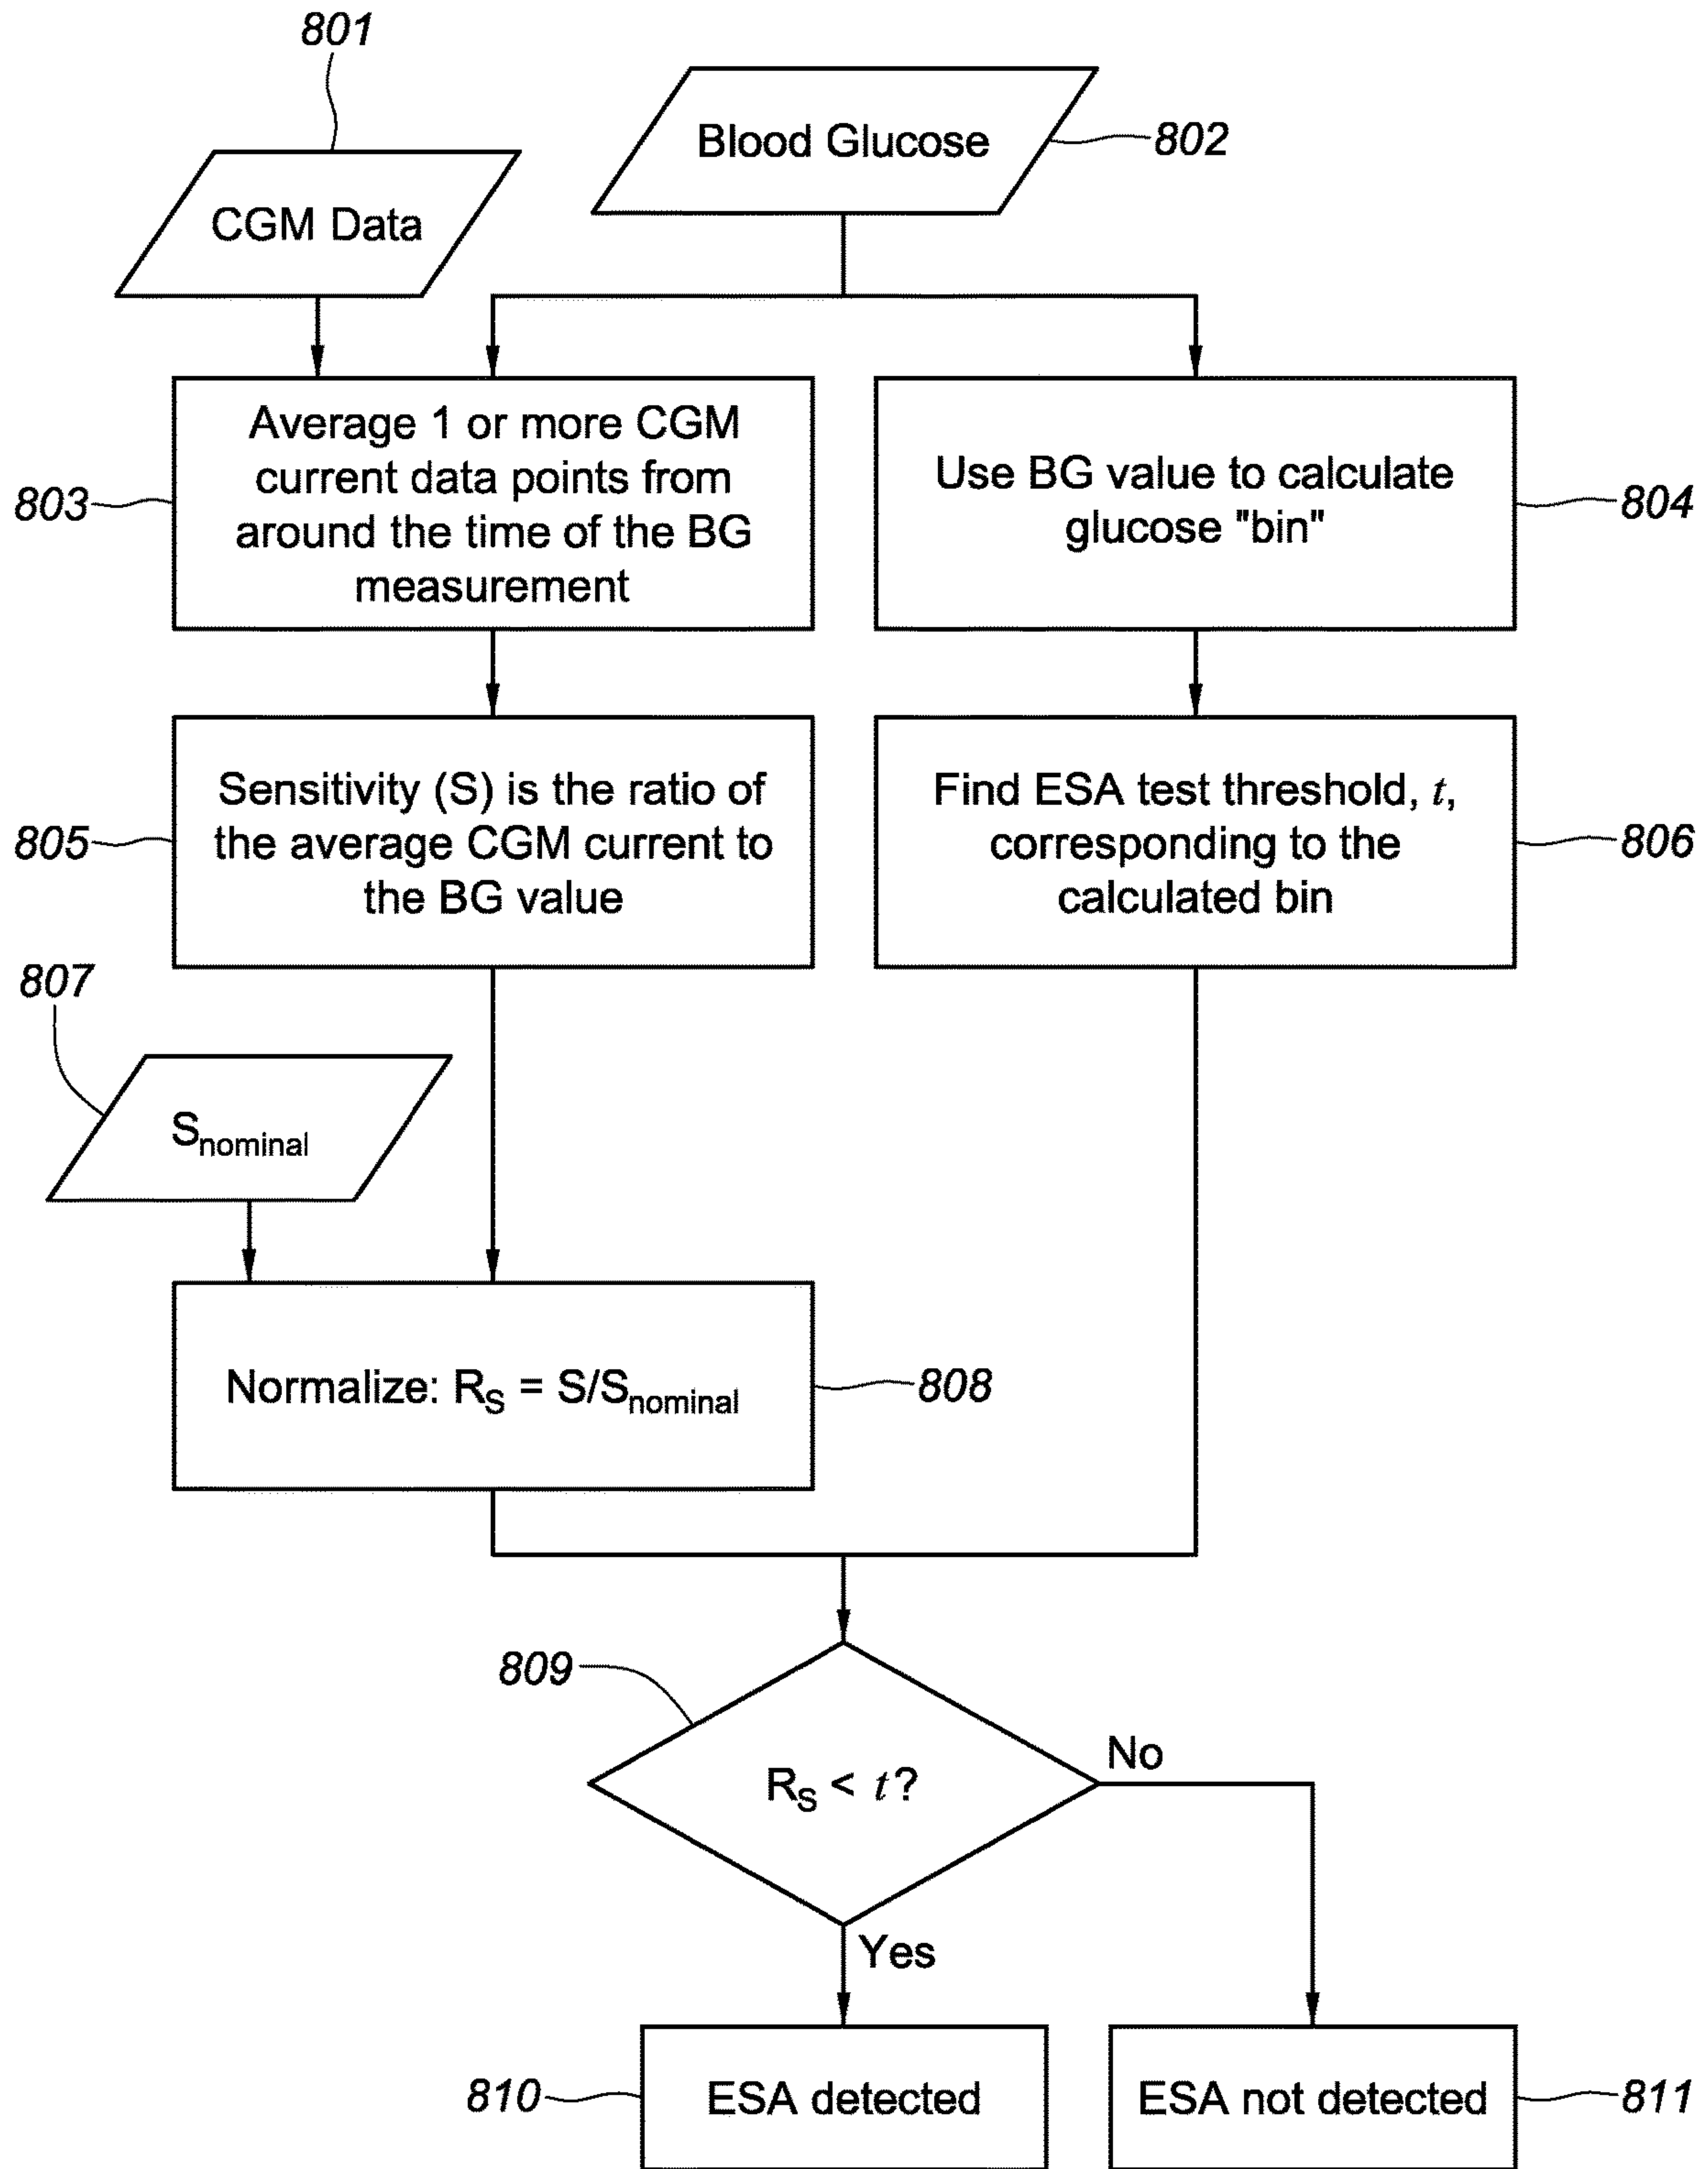 801
Blood Glucose
802
CGM Data
Average 1 or more CGM
current data points from
around the time of the BG
measurement
803
Use BG value to calculate
glucose "bin"
804
Sensitivity (S) is the ratio of
the average CGM current to
the BG value
805
Find ESA test threshold, t,
corresponding to the
calculated bin
806
807
Snominal
Normalize: RS = S/Snominal
808
809
RS < t?
No
Yes
810
ESA detected
ESA not detected
811